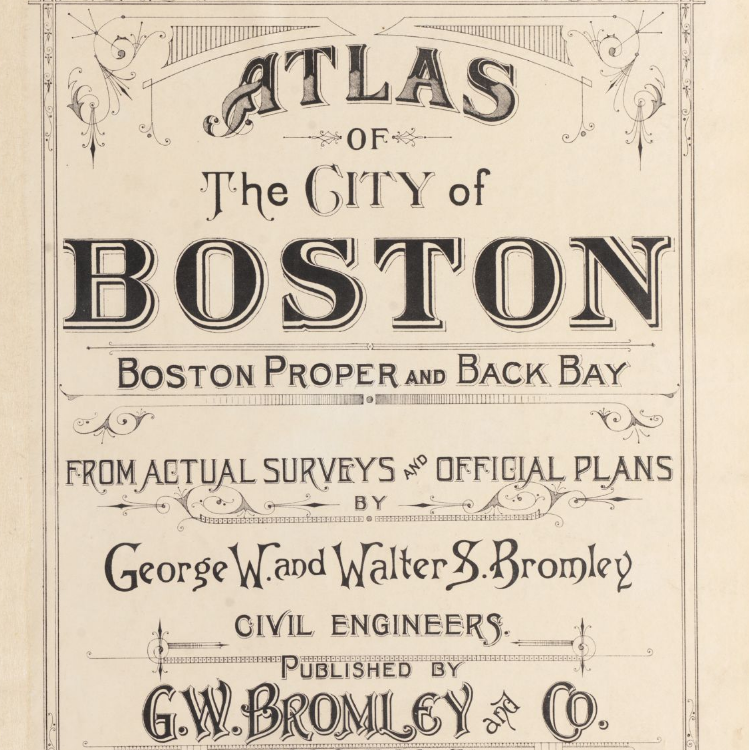 ATLAS
OF
The CITY of
BOSTON
BOSTON PROPER AND BACK BAY
FROM ACTUAL SURVEYS AND OFFICIAL PLANS
BY
George W. and Walter S. Bromley
CIVIL ENGINEERS.
PUBLISHED BY
G.W. BROMLEY and CO.